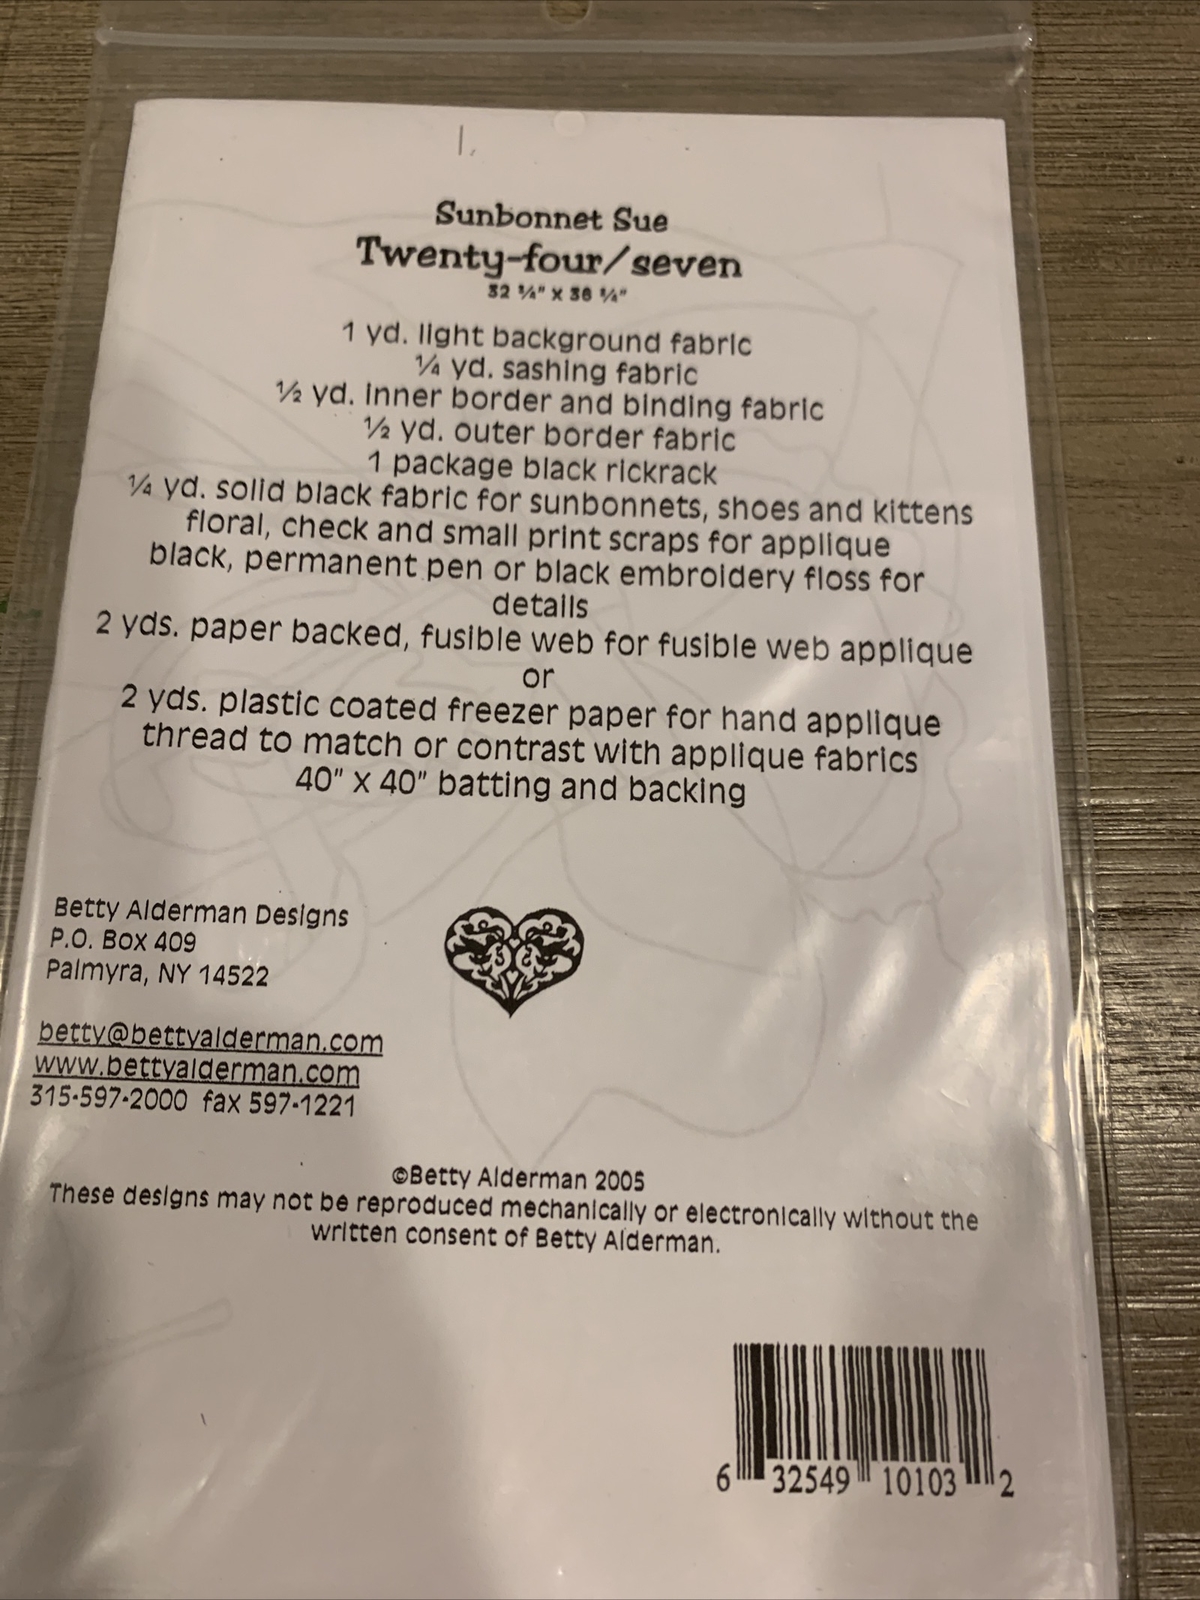 Sunbonnet Sue
Twenty-four/seven
32 ¾" x 36 ¾"
1 yd. light background fabric
¼ yd. sashing fabric
½ yd. inner border and binding fabric
½ yd. outer border fabric
1 package black rickrack
¼ yd. solid black fabric for sunbonnets, shoes and kittens
floral, check and small print scraps for applique
black, permanent pen or black embroidery floss for
details
2 yds. paper backed, fusible web for fusible web applique
or
2 yds. plastic coated freezer paper for hand applique
thread to match or contrast with applique fabrics
40" x 40" batting and backing
Betty Alderman Designs
P.O. Box 409
Palmyra, NY 14522
betty@bettyalderman.com
www.bettyalderman.com
315-597-2000 fax 597-1221
©Betty Alderman 2005
These designs may not be reproduced mechanically or electronically without the
written consent of Betty Alderman.
6 32549 10103 2